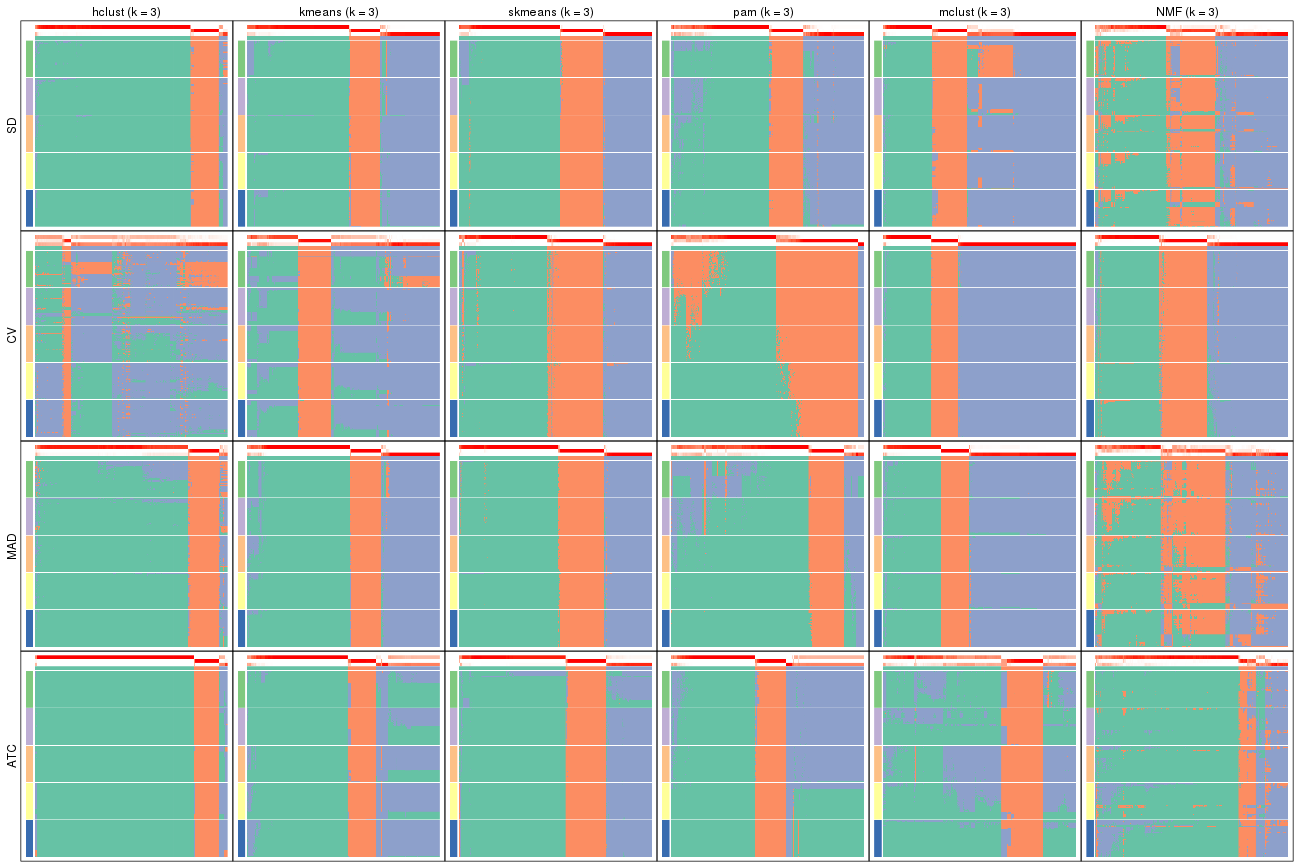 hclust (k = 3) kmeans (k = 3) skmeans (k = 3) pam (k = 3) mclust (k = 3) NMF (k = 3)
SD
CV
MAD
ATC